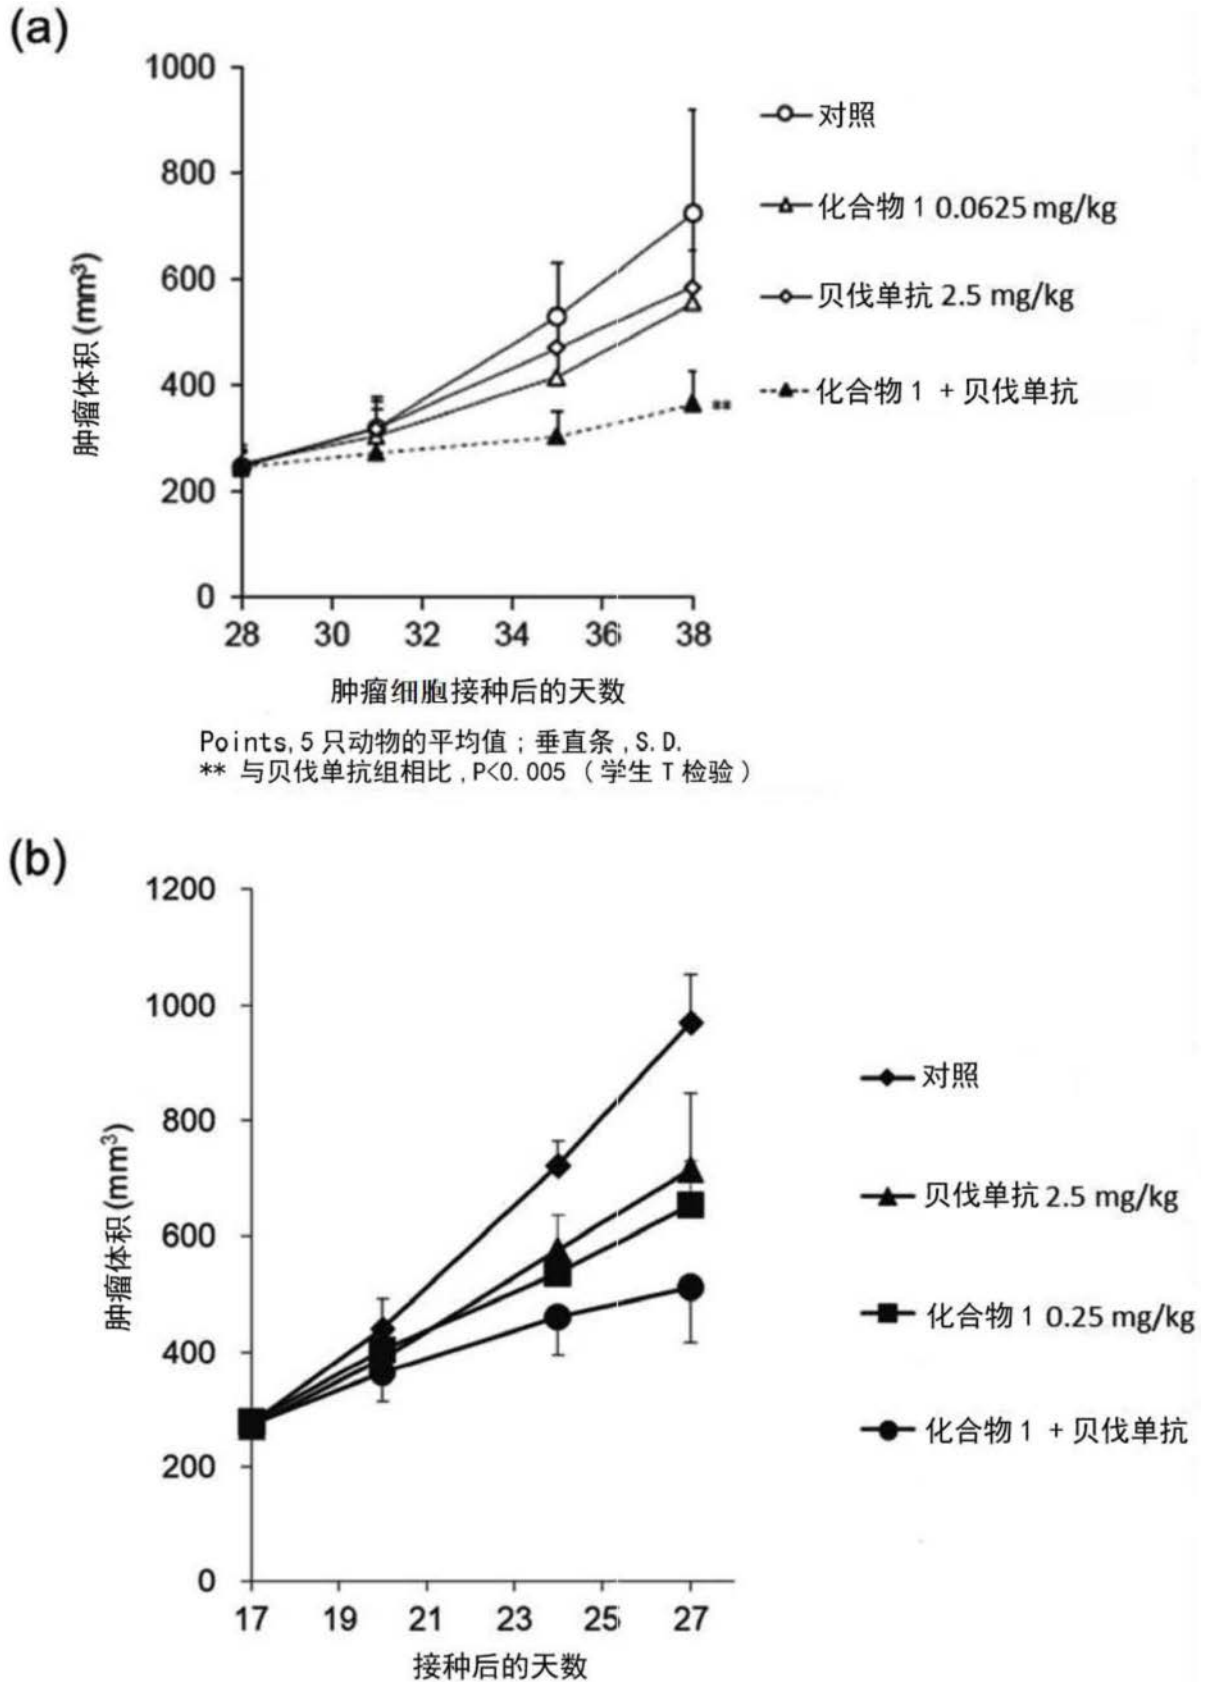 (a)
1000
800
600
400
200
0
肿瘤体积 (mm³)
28 30 32 34 36 38
肿瘤细胞接种后的天数
对照
化合物 1 0.0625 mg/kg
贝伐单抗 2.5 mg/kg
化合物 1 + 贝伐单抗
**
Points, 5 只动物的平均值 ; 垂直条 , S.D.
** 与贝伐单抗组相比 , P<0.005 ( 学生 T 检验 )
(b)
1200
1000
800
600
400
200
0
肿瘤体积 (mm³)
17 19 21 23 25 27
接种后的天数
对照
贝伐单抗 2.5 mg/kg
化合物 1 0.25 mg/kg
化合物 1 + 贝伐单抗